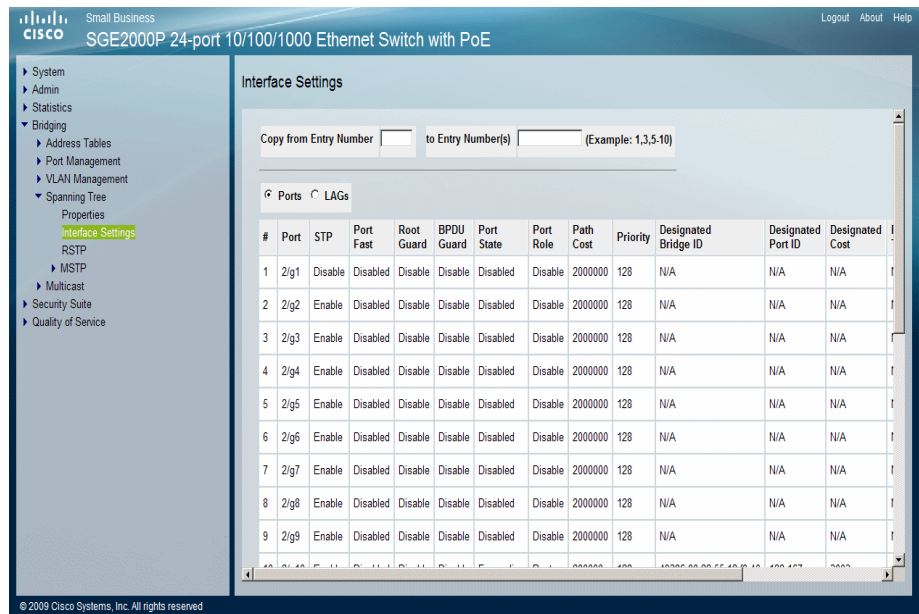 Small Business
CISCO
SGE2000P 24-port 10/100/1000 Ethernet Switch with PoE
Logout About Help
System
Admin
Statistics
Bridging
Address Tables
Port Management
VLAN Management
Spanning Tree
Properties
Interface Settings
RSTP
MSTP
Multicast
Security Suite
Quality of Service
Interface Settings
Copy from Entry Number to Entry Number(s) (Example: 1,3,5-10)
Ports LAGs
# Port STP Port Fast Root Guard BPDU Guard Port State Port Role Path Cost Priority Designated Bridge ID Designated Port ID Designated Cost
1 2/g1 Disable Disabled Disable Disable Disabled Disable 2000000 128 N/A N/A N/A
2 2/g2 Enable Disabled Disable Disable Disabled Disable 2000000 128 N/A N/A N/A
3 2/g3 Enable Disabled Disable Disable Disabled Disable 2000000 128 N/A N/A N/A
4 2/g4 Enable Disabled Disable Disable Disabled Disable 2000000 128 N/A N/A N/A
5 2/g5 Enable Disabled Disable Disable Disabled Disable 2000000 128 N/A N/A N/A
6 2/g6 Enable Disabled Disable Disable Disabled Disable 2000000 128 N/A N/A N/A
7 2/g7 Enable Disabled Disable Disable Disabled Disable 2000000 128 N/A N/A N/A
8 2/g8 Enable Disabled Disable Disable Disabled Disable 2000000 128 N/A N/A N/A
9 2/g9 Enable Disabled Disable Disable Disabled Disable 2000000 128 N/A N/A N/A
© 2009 Cisco Systems, Inc. All rights reserved